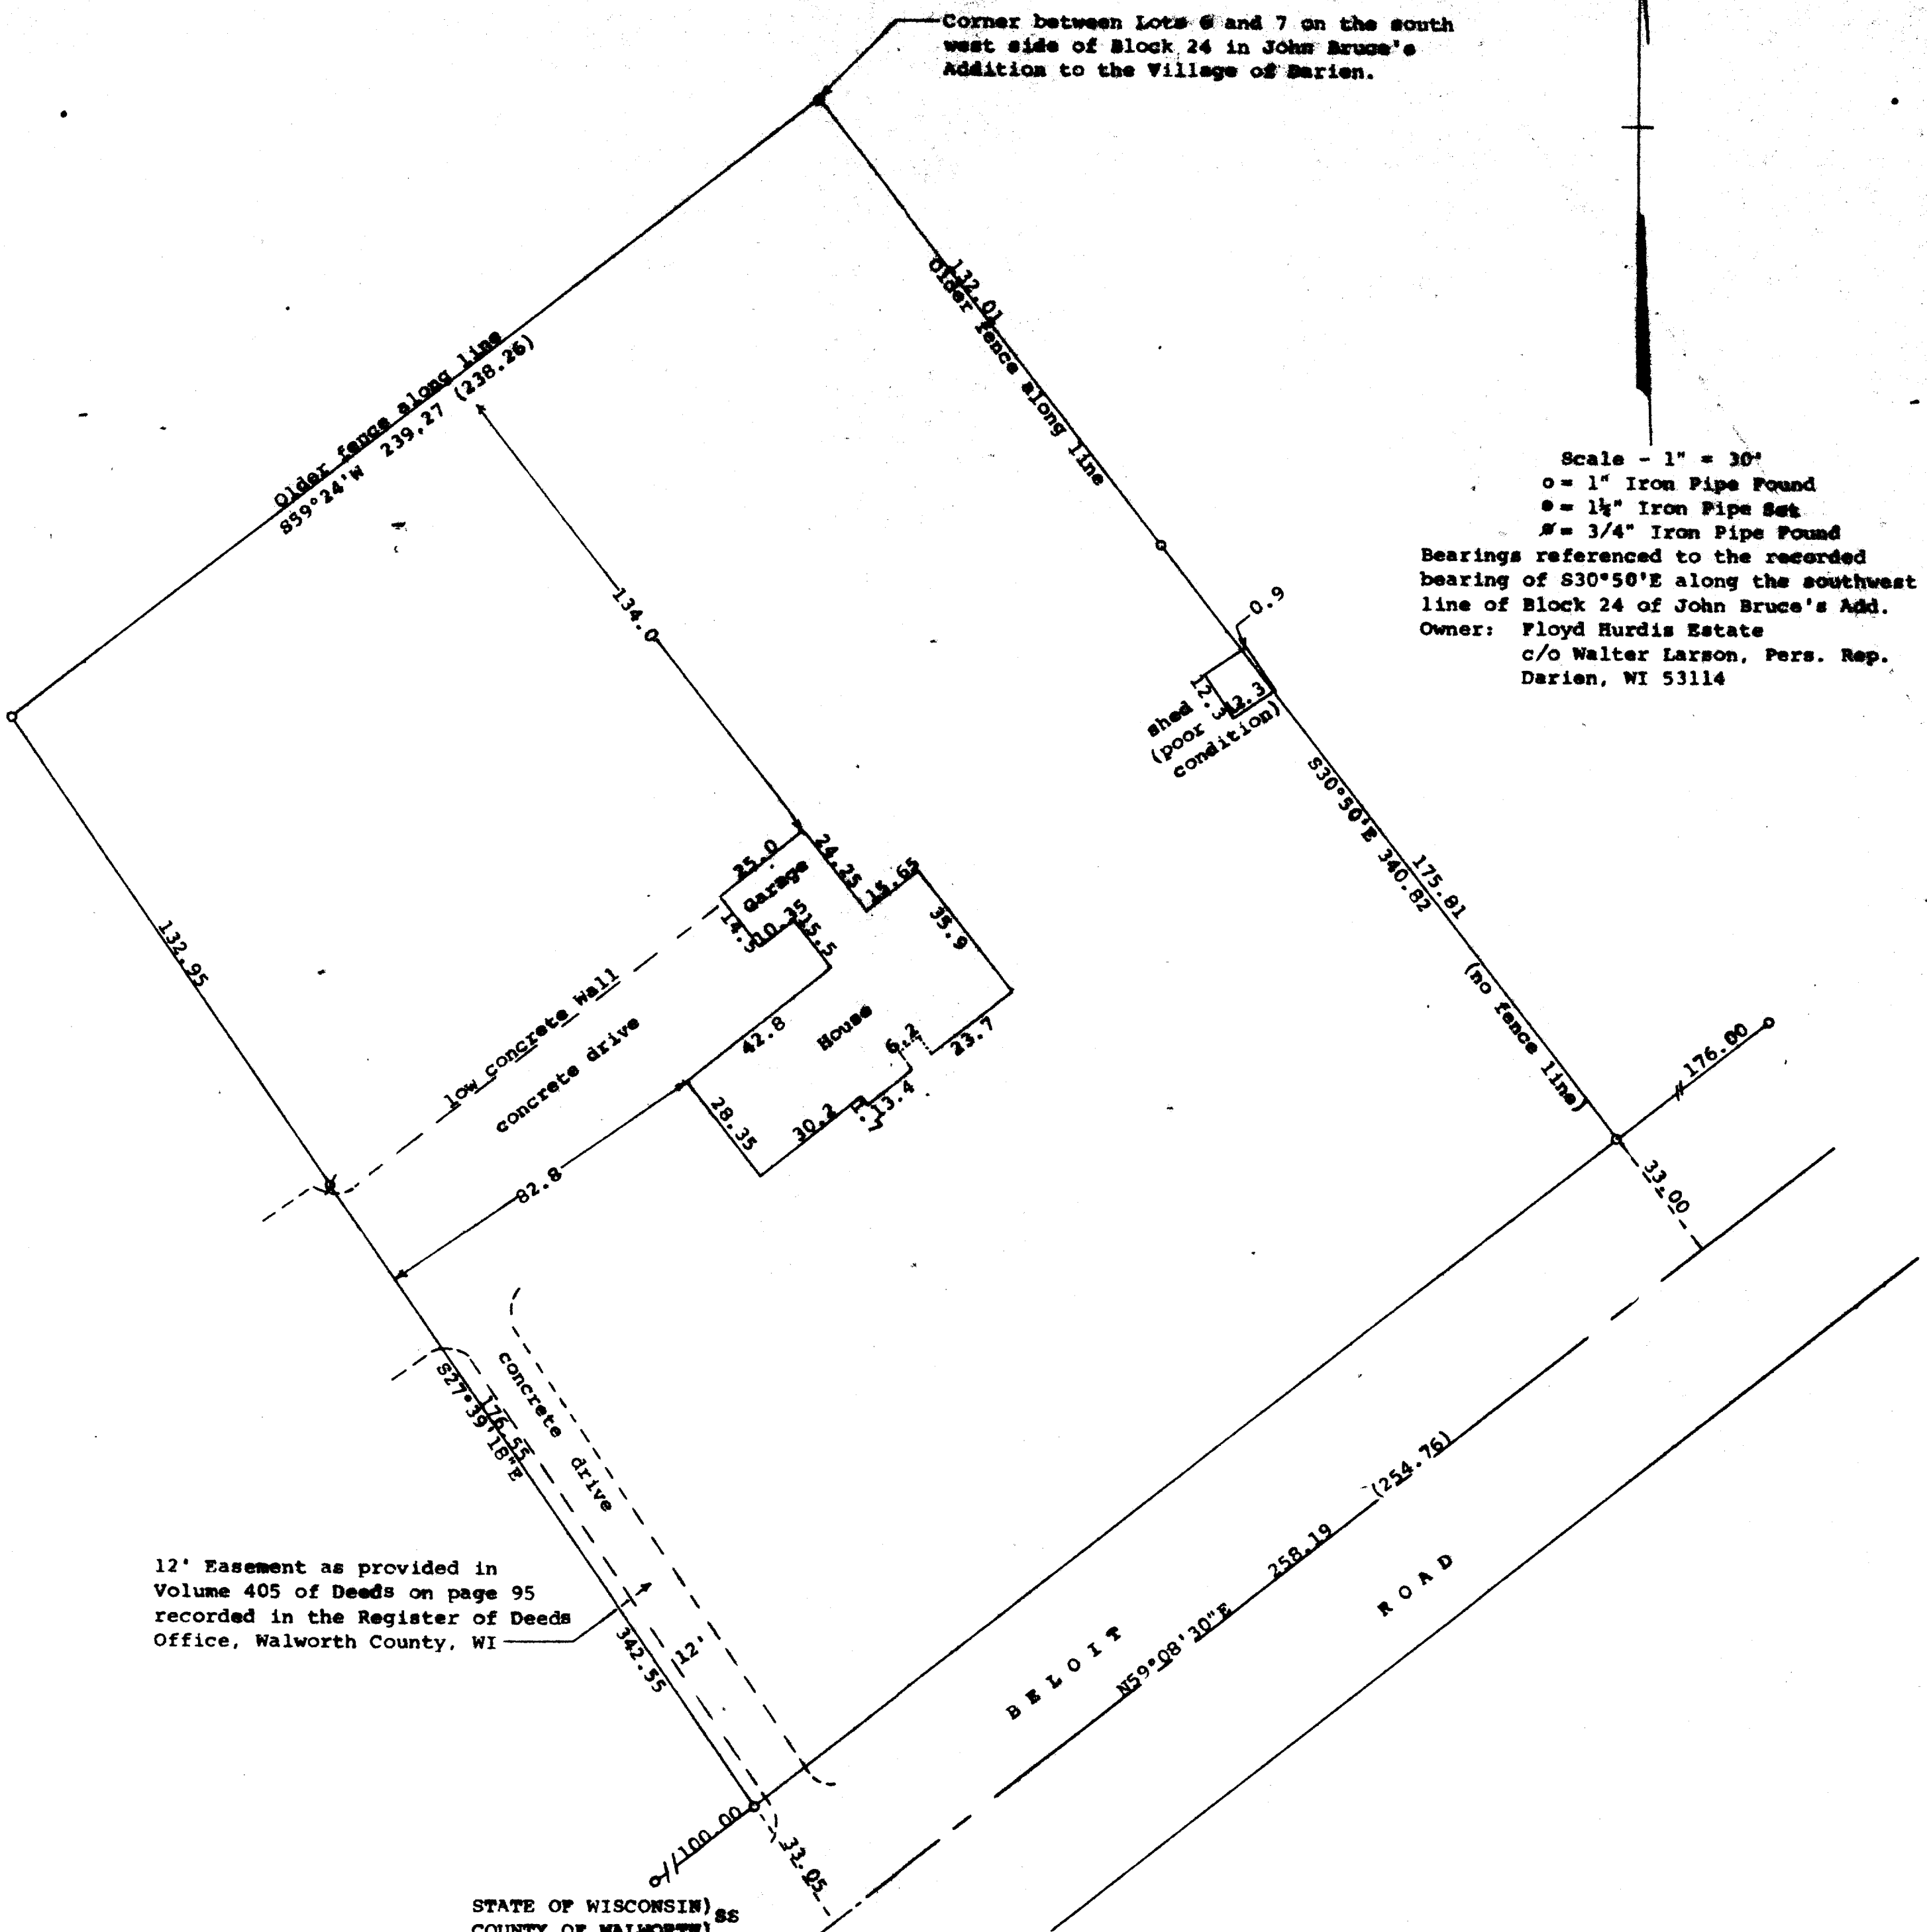 Corner between Lots 6 and 7 on the south
west side of Block 24 in John Bruce's
Addition to the Village of Darien.
132.01
Older fence along line
Older fence along line
S59°24'W 239.27 (238.26)
Scale - 1" = 30'
o = 1" Iron Pipe Found
● = 1½" Iron Pipe Set
ø = 3/4" Iron Pipe Found
Bearings referenced to the recorded
bearing of S30°50'E along the southwest
line of Block 24 of John Bruce's Add.
Owner: Floyd Hurdis Estate
c/o Walter Larson, Pers. Rep.
Darien, WI 53114
134.0
0.9
12.3
12.3
shed
(poor
condition)
S30°50'E 340.82
175.81
(no fence line)
25.0
Garage
24.25
15.65
14.5
10.35
15.5
35.9
132.95
low concrete Wall
concrete drive
42.8
House
6.2
23.7
28.35
30.2
1.7
13.4
176.00
33.00
82.8
concrete drive
176.55
S27°39'18"E
12' Easement as provided in
Volume 405 of Deeds on page 95
recorded in the Register of Deeds
Office, Walworth County, WI
342.55
12'
BELOIT ROAD
N59°08'30"E 258.19 (254.76)
100.00
33.05
STATE OF WISCONSIN)
SS
COUNTY OF WALWORTH)